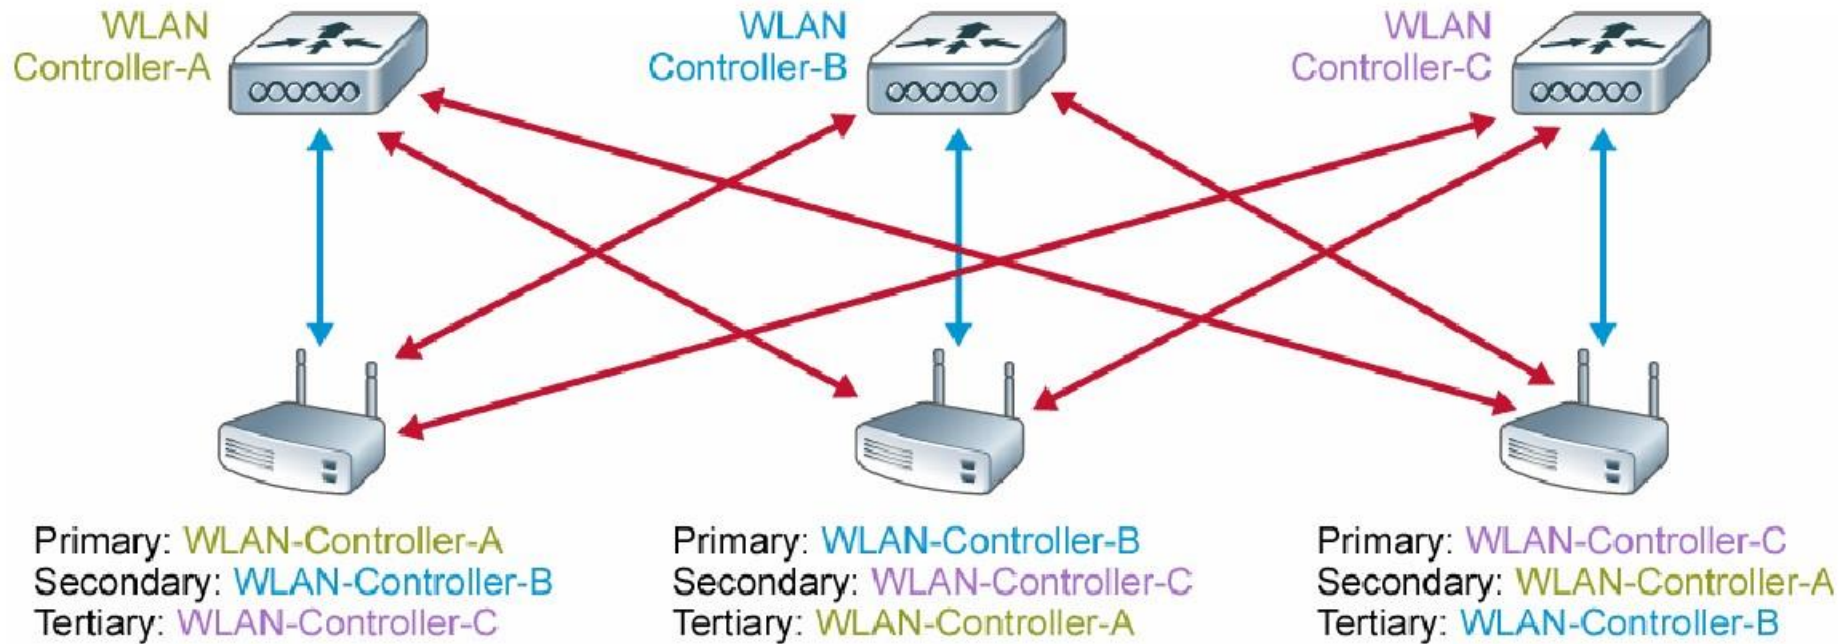 WLAN
Controller-A
WLAN
Controller-B
WLAN
Controller-C
Primary: WLAN-Controller-A
Secondary: WLAN-Controller-B
Tertiary: WLAN-Controller-C
Primary: WLAN-Controller-B
Secondary: WLAN-Controller-C
Tertiary: WLAN-Controller-A
Primary: WLAN-Controller-C
Secondary: WLAN-Controller-A
Tertiary: WLAN-Controller-B